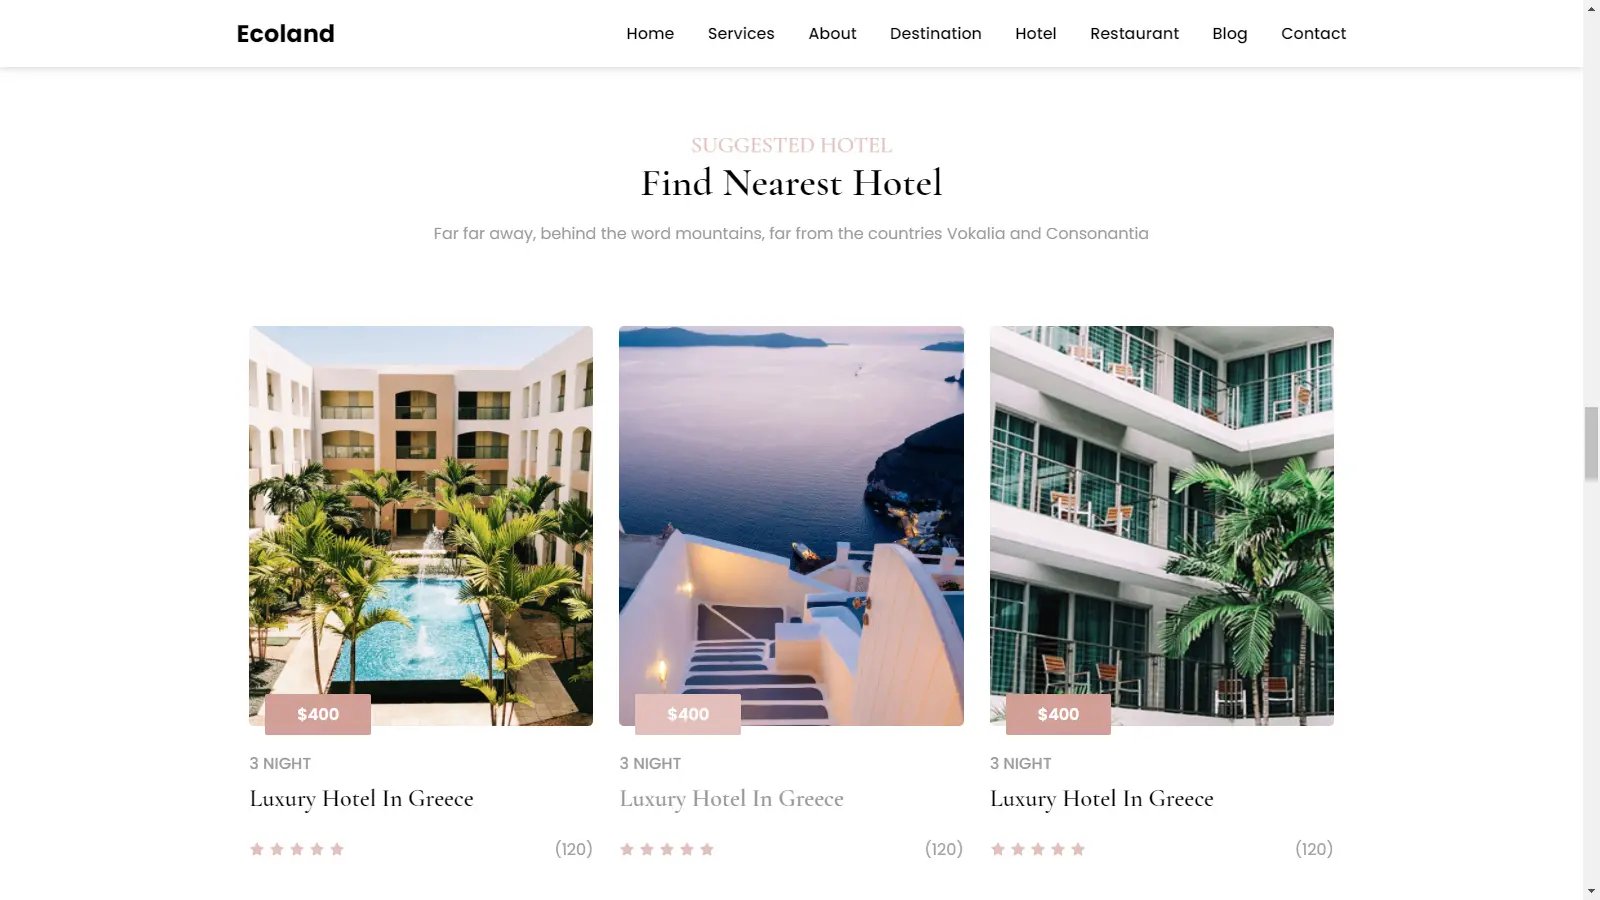 Ecoland
Home Services About Destination Hotel Restaurant Blog Contact
SUGGESTED HOTEL
Find Nearest Hotel
Far far away, behind the word mountains, far from the countries Vokalia and Consonantia
$400
$400
$400
3 NIGHT
3 NIGHT
3 NIGHT
Luxury Hotel In Greece
Luxury Hotel In Greece
Luxury Hotel In Greece
(120)
(120)
(120)